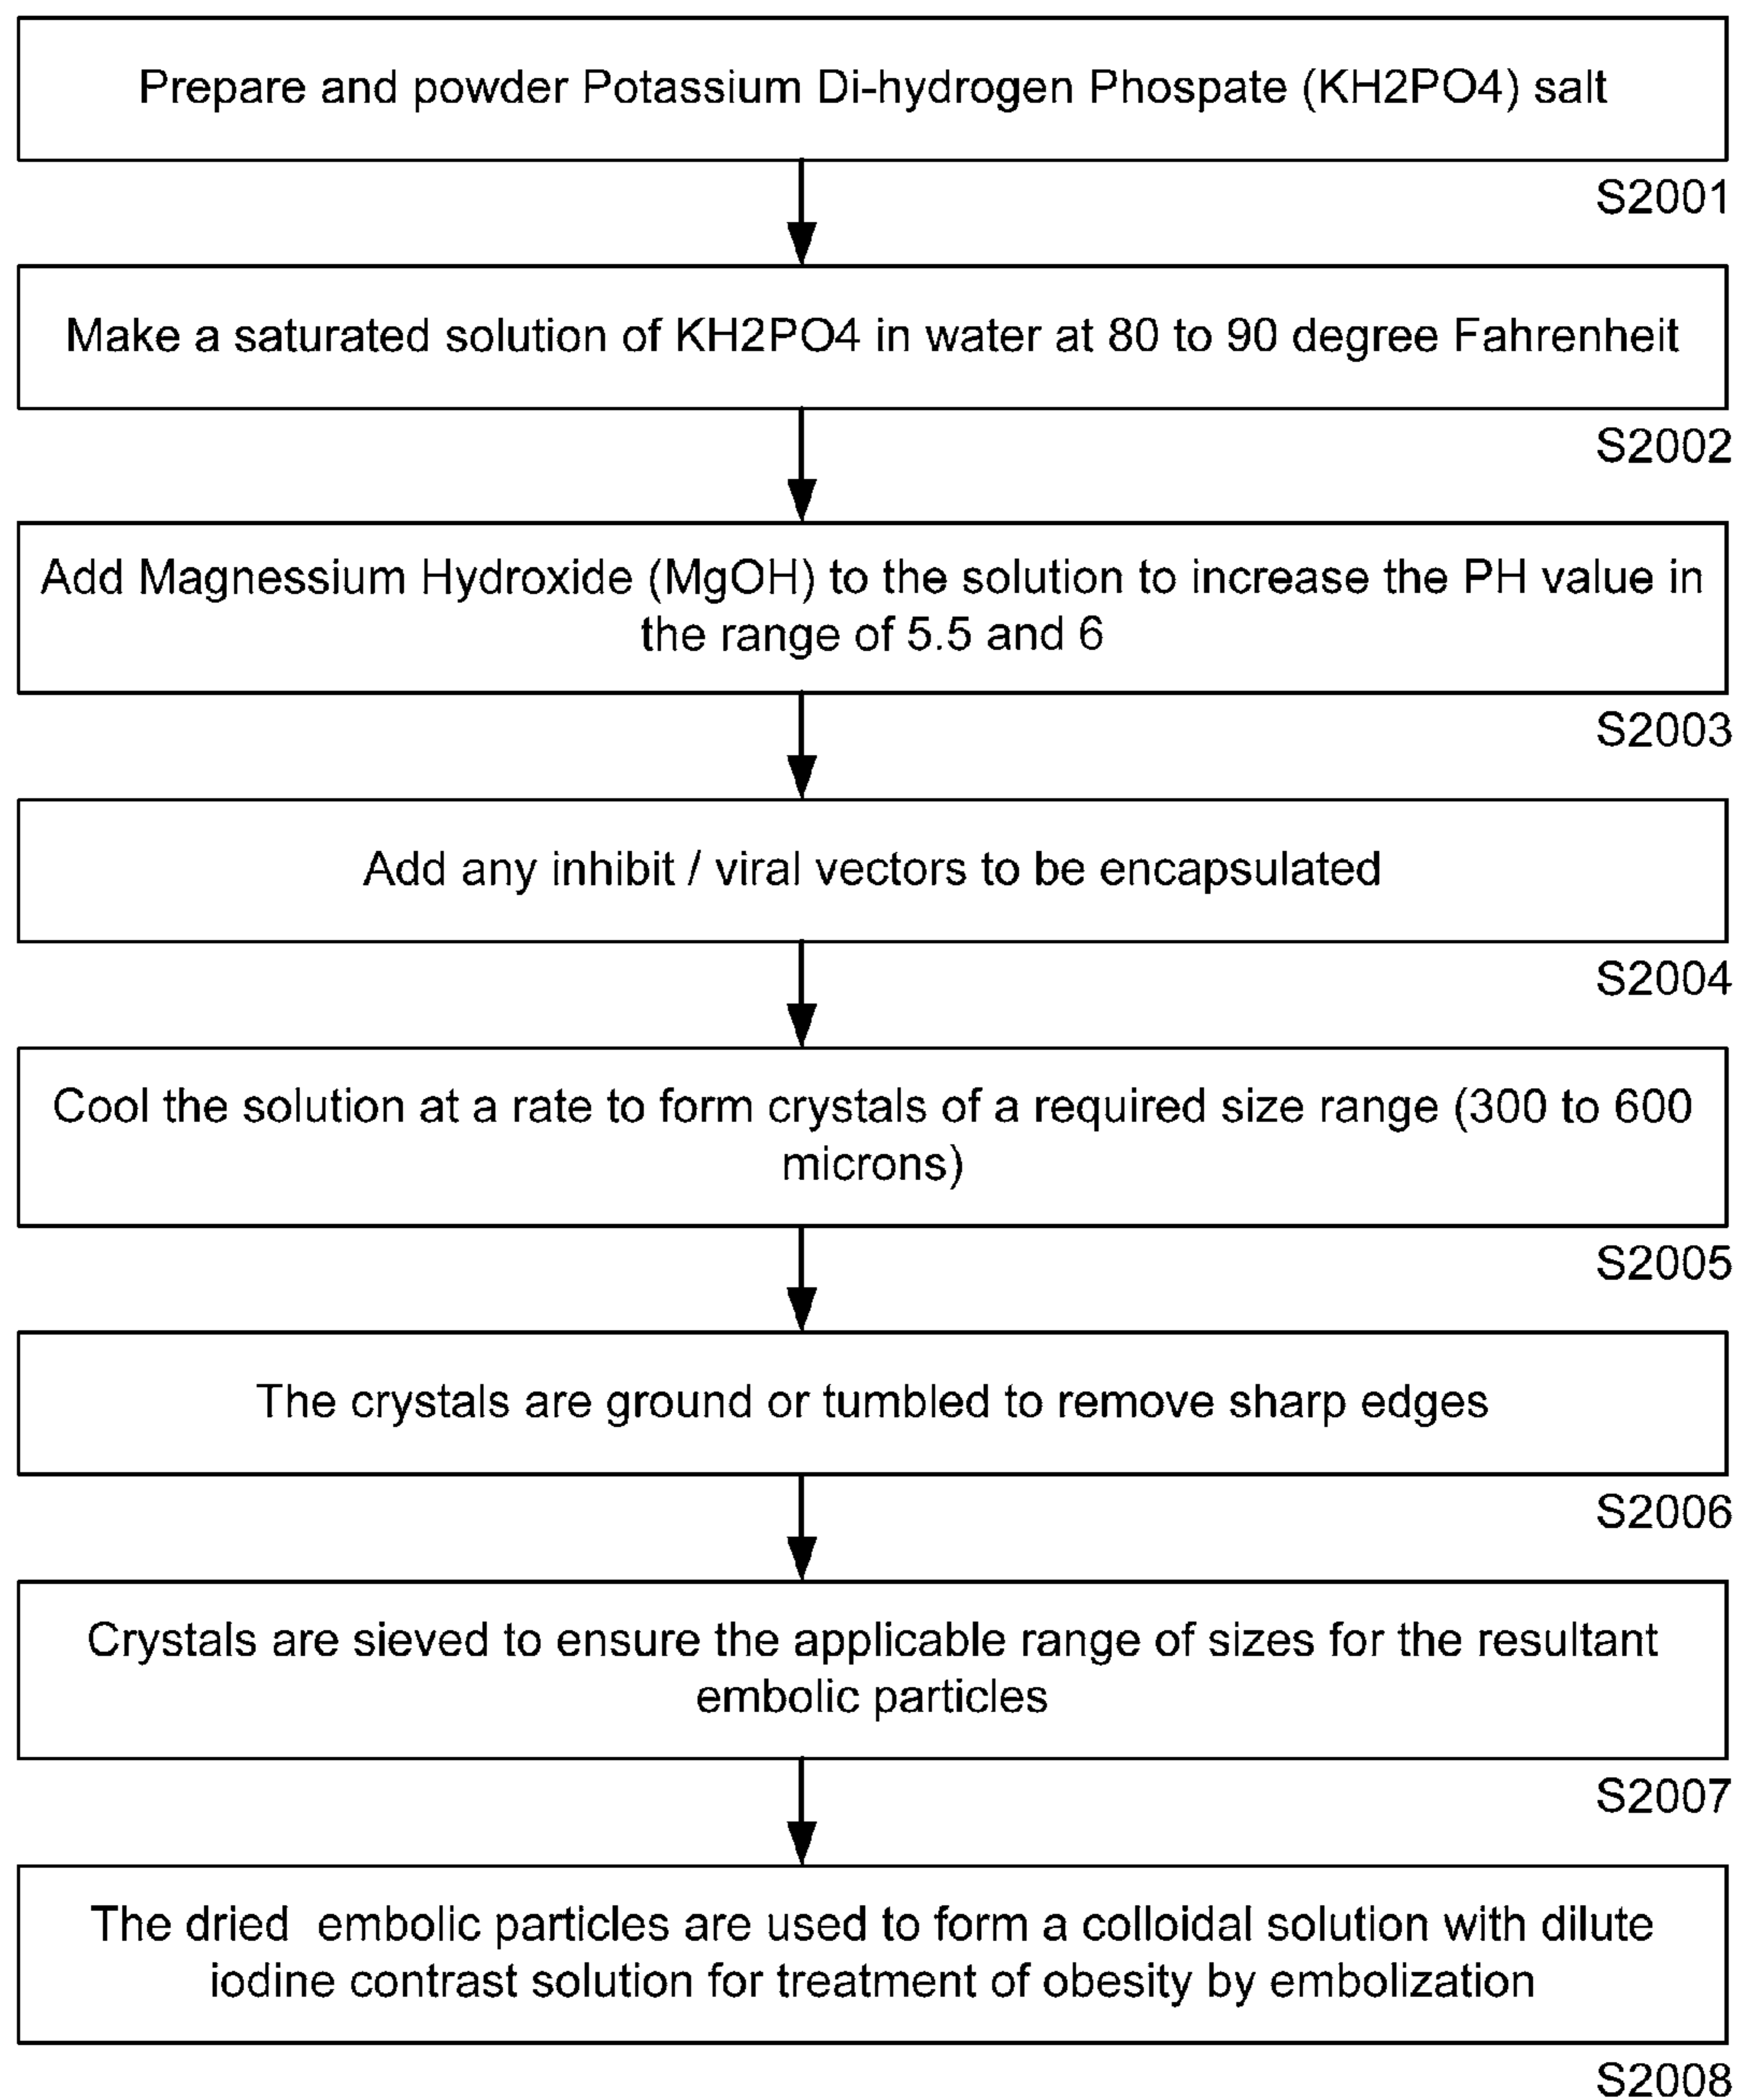 Prepare and powder Potassium Di-hydrogen Phospate (KH2PO4) salt
S2001
Make a saturated solution of KH2PO4 in water at 80 to 90 degree Fahrenheit
S2002
Add Magnessium Hydroxide (MgOH) to the solution to increase the PH value in
the range of 5.5 and 6
S2003
Add any inhibit / viral vectors to be encapsulated
S2004
Cool the solution at a rate to form crystals of a required size range (300 to 600
microns)
S2005
The crystals are ground or tumbled to remove sharp edges
S2006
Crystals are sieved to ensure the applicable range of sizes for the resultant
embolic particles
S2007
The dried embolic particles are used to form a colloidal solution with dilute
iodine contrast solution for treatment of obesity by embolization
S2008